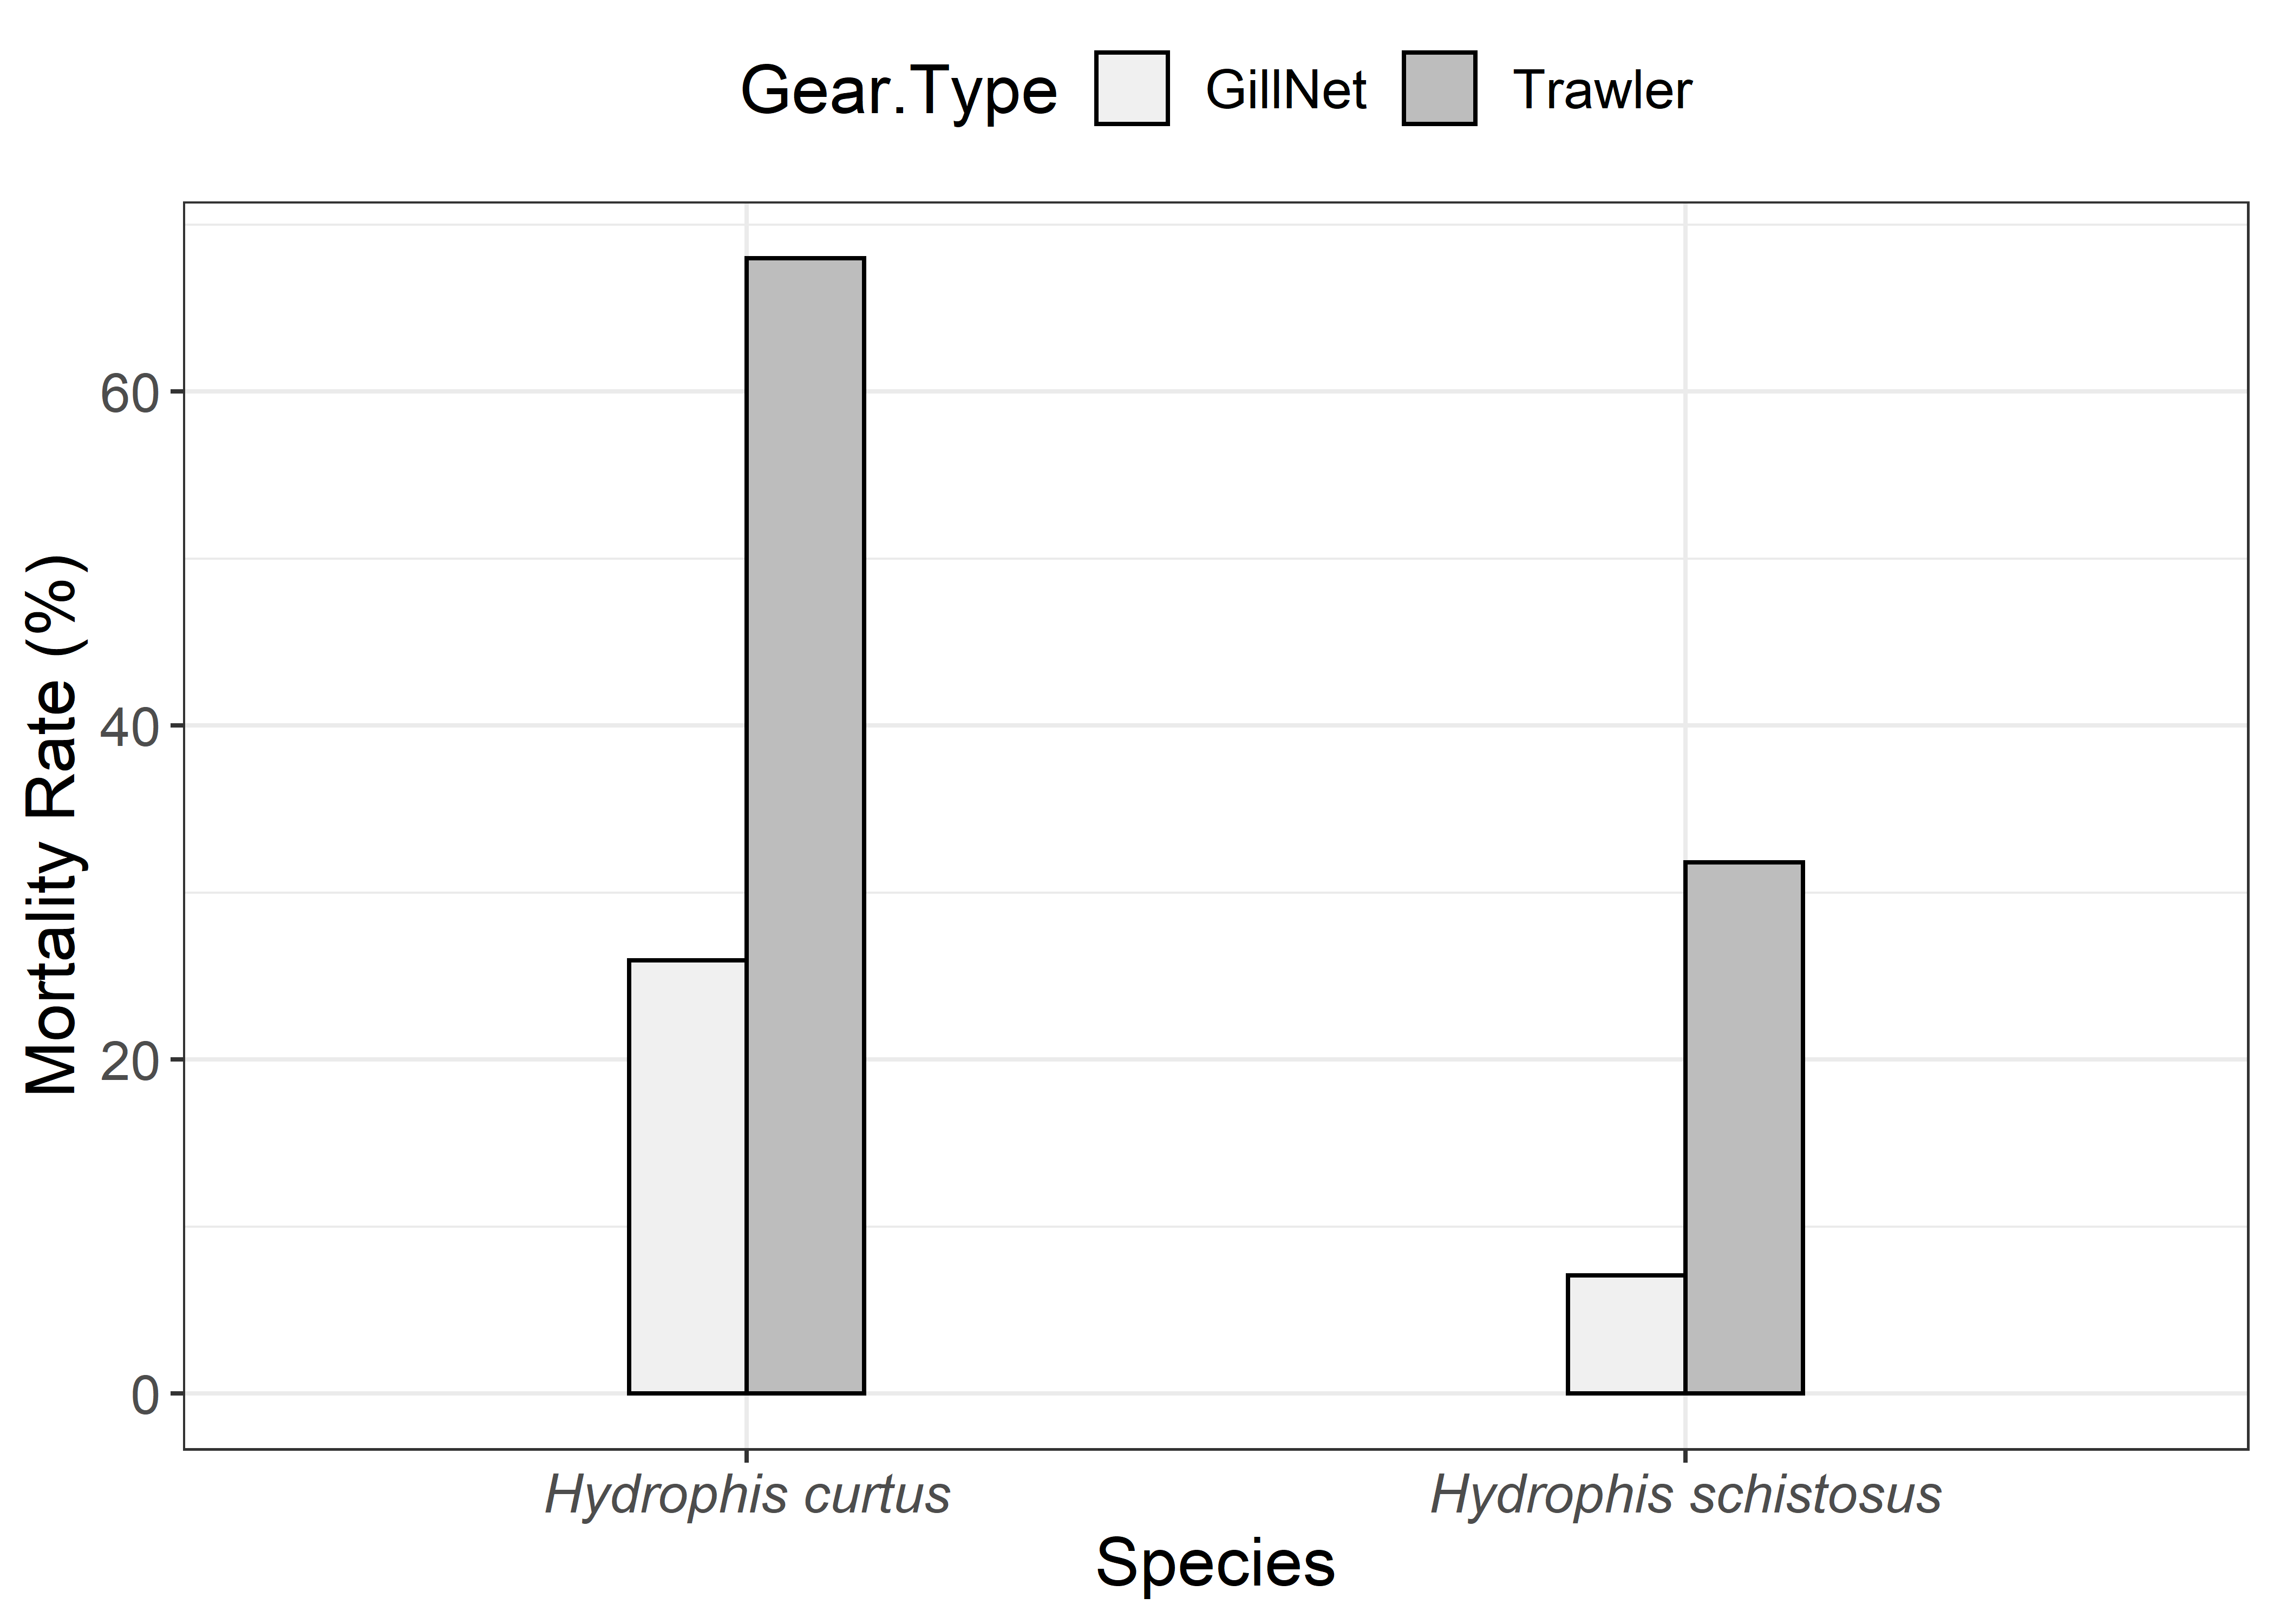 Gear.Type GillNet Trawler
Mortality Rate (%)
60
40
20
0
Hydrophis curtus Hydrophis schistosus
Species